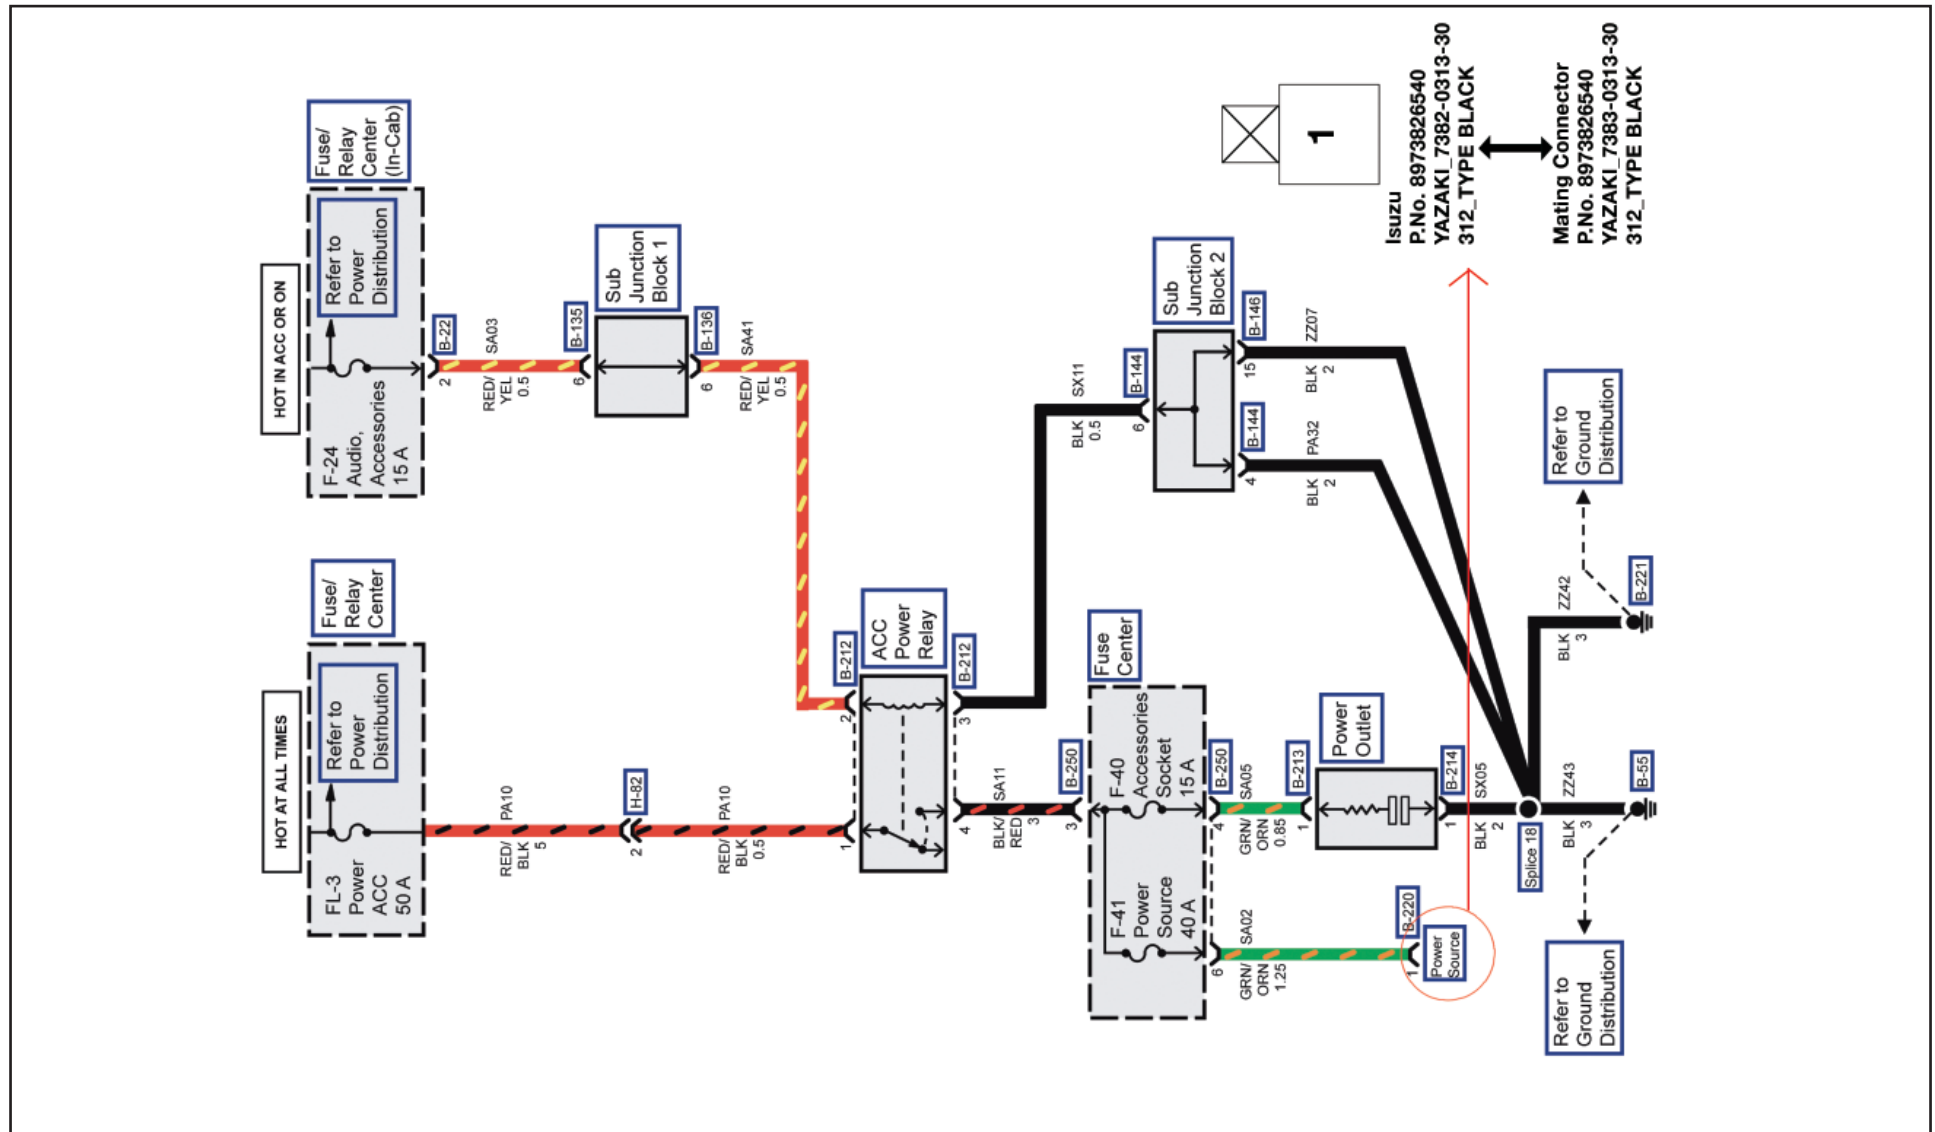 HOT AT ALL TIMES
Fuse/
Relay
Center
Refer to
Power
Distribution
FL-3
Power
ACC
50 A
RED/
BLK
5
PA10
H-82
2
RED/
BLK
0.5
PA10
1
HOT IN ACC OR ON
Fuse/
Relay
Center
(In-Cab)
Refer to
Power
Distribution
F-24
Audio,
Accessories
15 A
B-22
2
RED/
YEL
0.5
SA03
B-135
6
Sub
Junction
Block 1
B-136
6
RED/
YEL
0.5
SA41
B-212
2
ACC
Power
Relay
B-212
3
4
BLK/
RED
3
SA11
B-250
3
Fuse
Center
F-41
Power
Source
40 A
F-40
Accessories
Socket
15 A
6
GRN/
ORN
1.25
SA02
B-220
1
Power
Source
B-250
4
GRN/
ORN
0.85
SA05
B-213
1
Power
Outlet
B-214
1
BLK
2
SX05
Splice 18
BLK
3
ZZ43
B-55
Refer to
Ground
Distribution
BLK
0.5
SX11
B-144
6
Sub
Junction
Block 2
B-144
4
BLK
2
PA32
B-146
15
BLK
2
ZZ07
BLK
3
ZZ42
B-221
Refer to
Ground
Distribution
1
Isuzu
P.No. 8973826540
YAZAKI_7382-0313-30
312_TYPE BLACK
Mating Connector
P.No. 8973826540
YAZAKI_7383-0313-30
312_TYPE BLACK